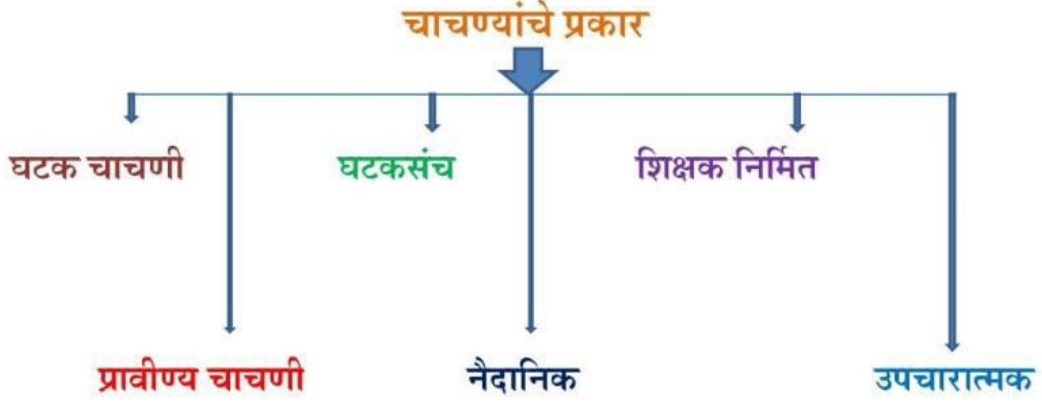 चाचण्यांचे प्रकार
घटक चाचणी
घटकसंच
शिक्षक निर्मित
प्रावीण्य चाचणी
नैदानिक
उपचारात्मक